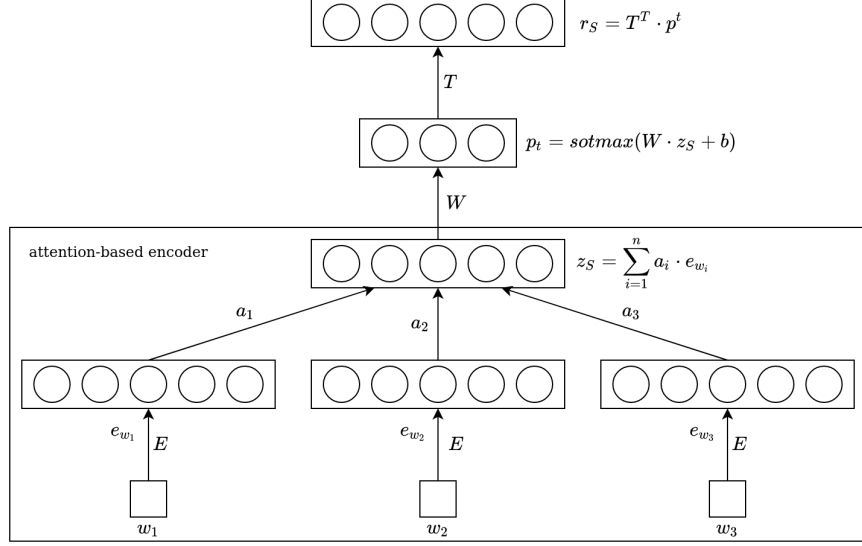 r_S = T^T · p^t
T
p_t = sotmax(W · z_S + b)
W
attention-based encoder
z_S = \sum_{i=1}^{n} a_i · e_{w_i}
a_1 a_2 a_3
e_{w_1} E e_{w_2} E e_{w_3} E
w_1 w_2 w_3